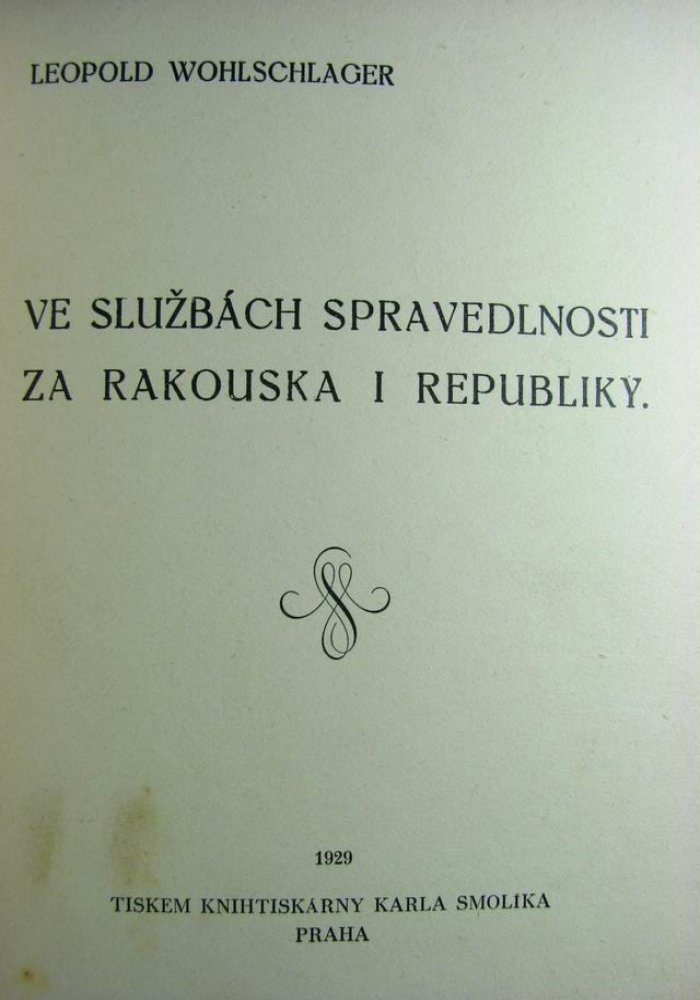 LEOPOLD WOHLSCHLAGER
VE SLUŽBÁCH SPRAVEDLNOSTI
ZA RAKOUSKA I REPUBLIKY.
1929
TISKEM KNIHTISKÁRNY KARLA SMOLÍKA
PRAHA